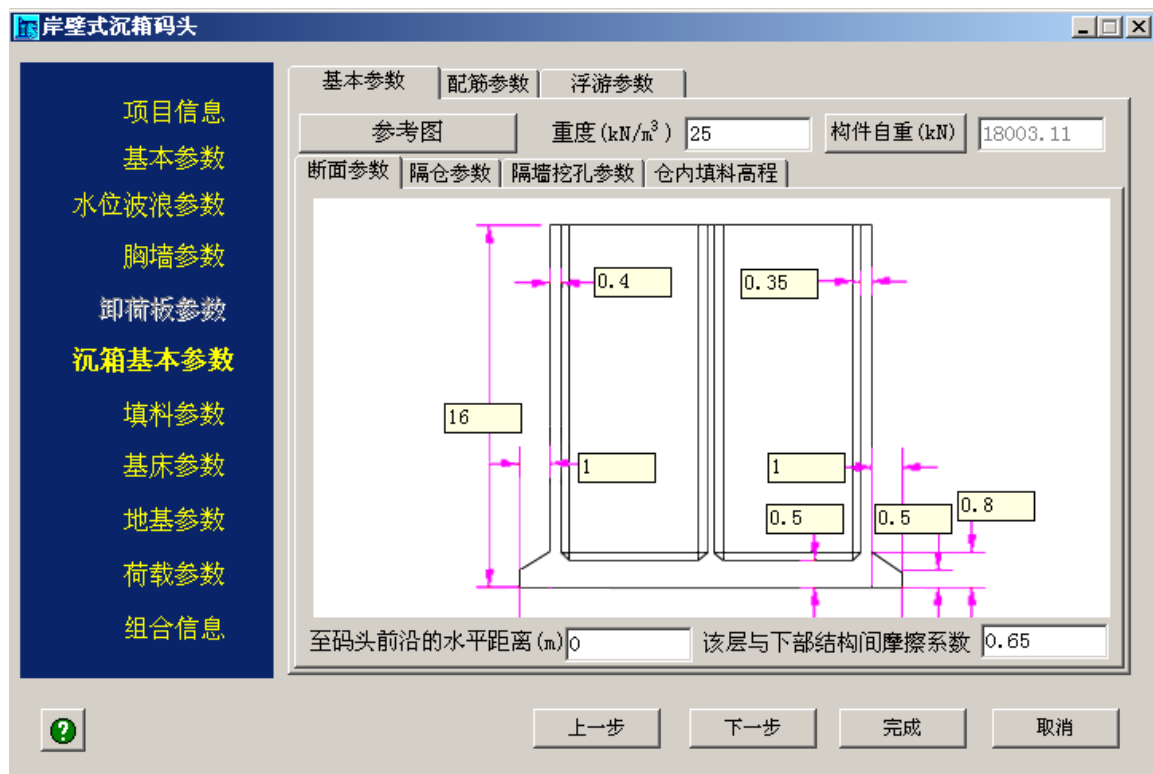 岸壁式沉箱码头
项目信息
基本参数
水位波浪参数
胸墙参数
卸荷板参数
沉箱基本参数
填料参数
基床参数
地基参数
荷载参数
组合信息
基本参数 配筋参数 浮游参数
参考图 重度(kN/m³) 25 构件自重(kN) 18003.11
断面参数 隔仓参数 隔墙挖孔参数 仓内填料高程
0.4 0.35
16
1 1
0.5 0.5 0.8
至码头前沿的水平距离(m) 0 该层与下部结构间摩擦系数 0.65
? 上一步 下一步 完成 取消